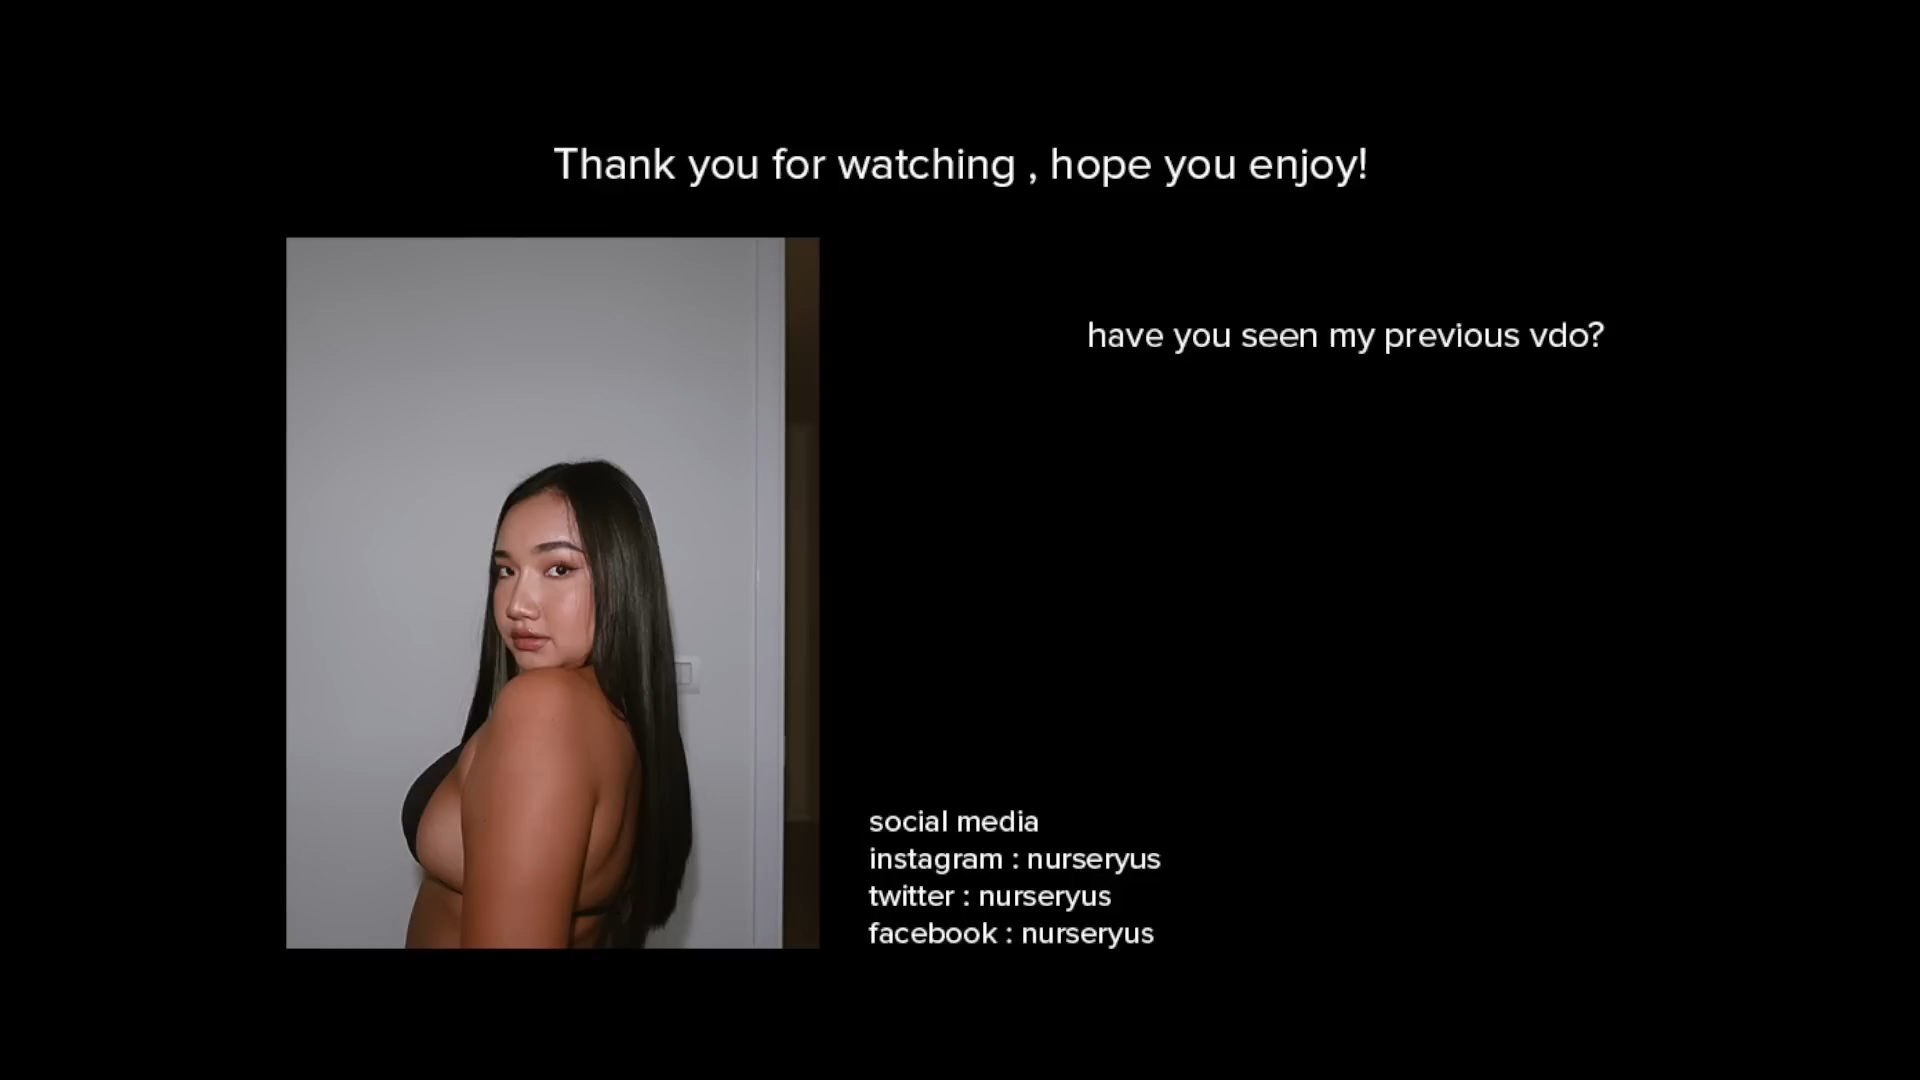 Thank you for watching , hope you enjoy!
have you seen my previous vdo?
social media
instagram : nurseryus
twitter : nurseryus
facebook : nurseryus